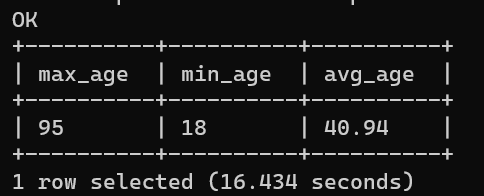 OK
+----------+----------+----------+
| max_age  | min_age  | avg_age  |
+----------+----------+----------+
| 95       | 18       | 40.94    |
+----------+----------+----------+
1 row selected (16.434 seconds)